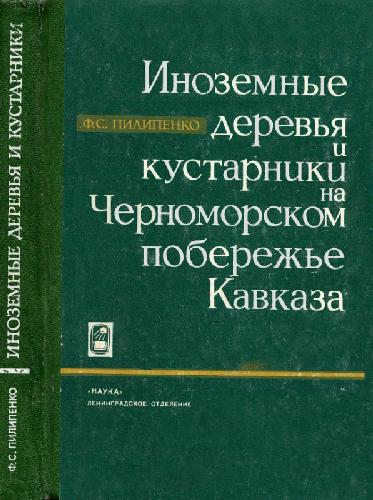 Ф.С. ПИЛИПЕНКО ИНОЗЕМНЫЕ ДЕРЕВЬЯ И КУСТАРНИКИ
Иноземные
Ф.С. ПИЛИПЕНКО деревья
и
кустарники
на
Черноморском
побережье
Кавказа
«НАУКА»
ЛЕНИНГРАДСКОЕ ОТДЕЛЕНИЕ